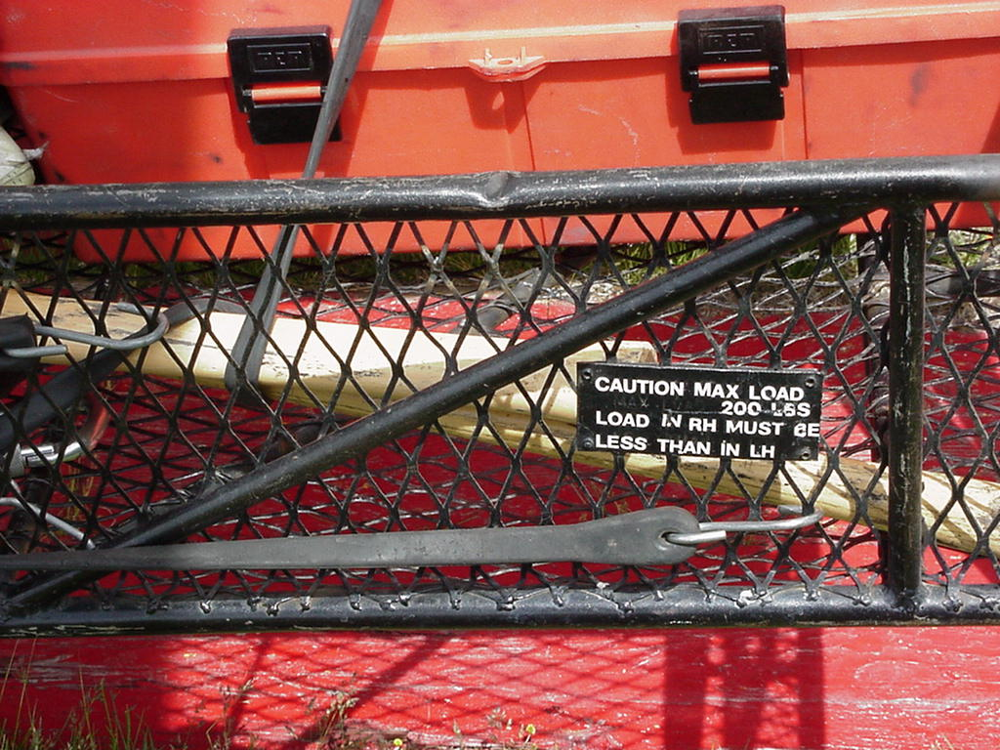 CAUTION MAX LOAD
200 LBS
LOAD IN RH MUST BE
LESS THAN IN LH